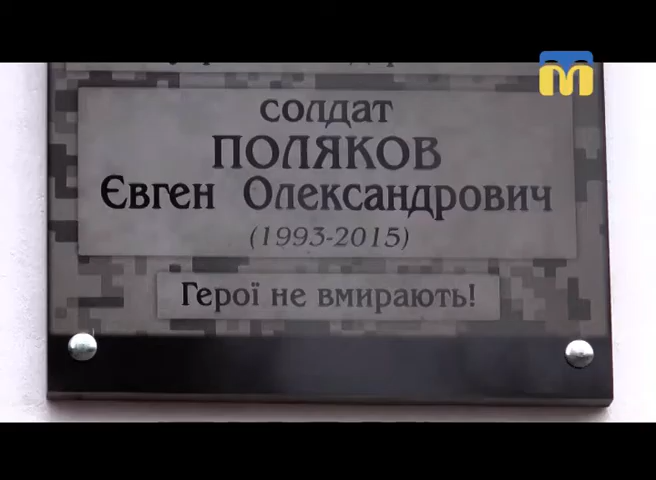 солдат
ПОЛЯКОВ
Євген Олександрович
(1993-2015)
Герої не вмирають!